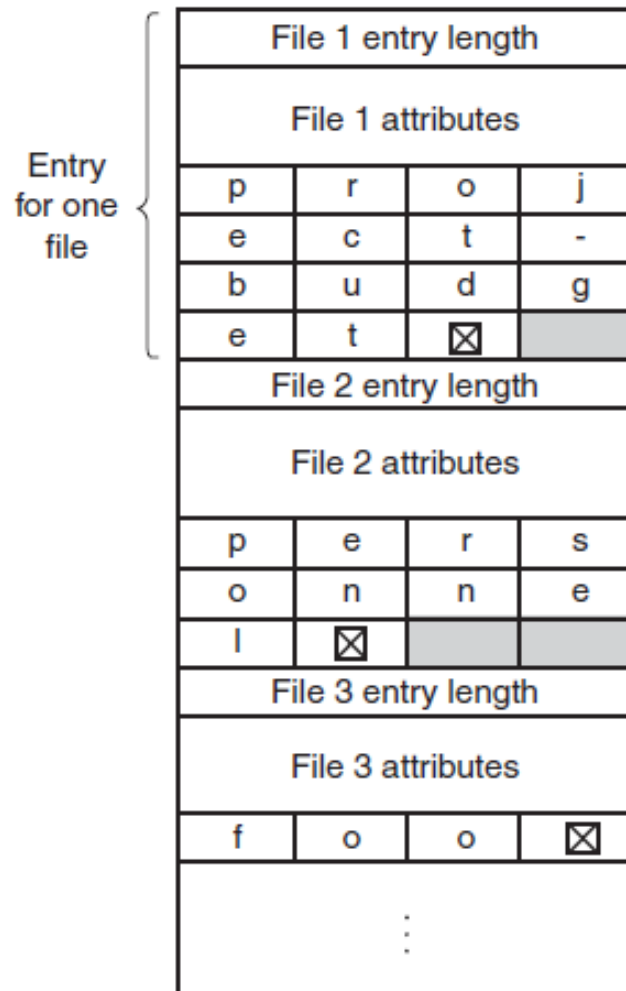 File 1 entry length
File 1 attributes
Entry
for one
file
p r o j
e c t -
b u d g
e t ☒
File 2 entry length
File 2 attributes
p e r s
o n n e
l ☒
File 3 entry length
File 3 attributes
f o o ☒
⋮